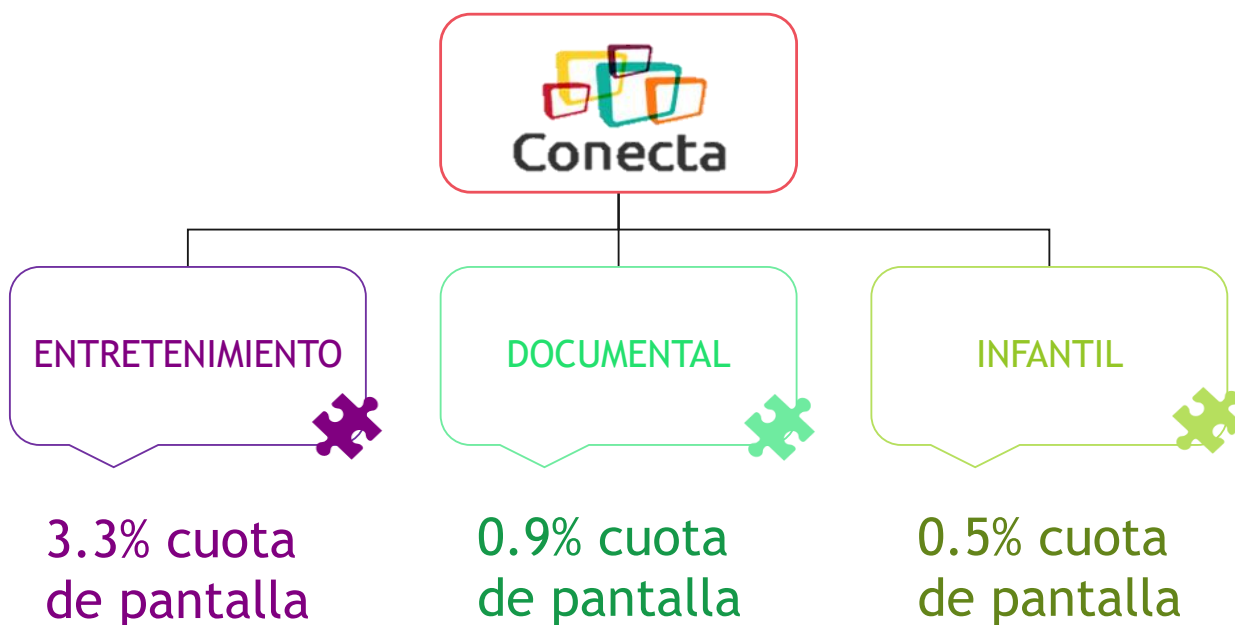 Conecta
ENTRETENIMIENTO
DOCUMENTAL
INFANTIL
3.3% cuota
de pantalla
0.9% cuota
de pantalla
0.5% cuota
de pantalla